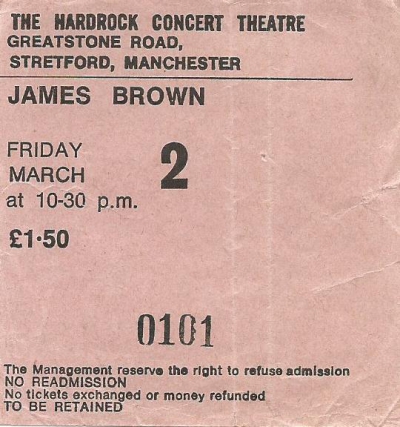 THE HARDROCK CONCERT THEATRE
GREATSTONE ROAD,
STRETFORD, MANCHESTER
JAMES BROWN
FRIDAY
MARCH 2
at 10-30 p.m.
£1·50
0101
The Management reserve the right to refuse admission
NO READMISSION
No tickets exchanged or money refunded
TO BE RETAINED